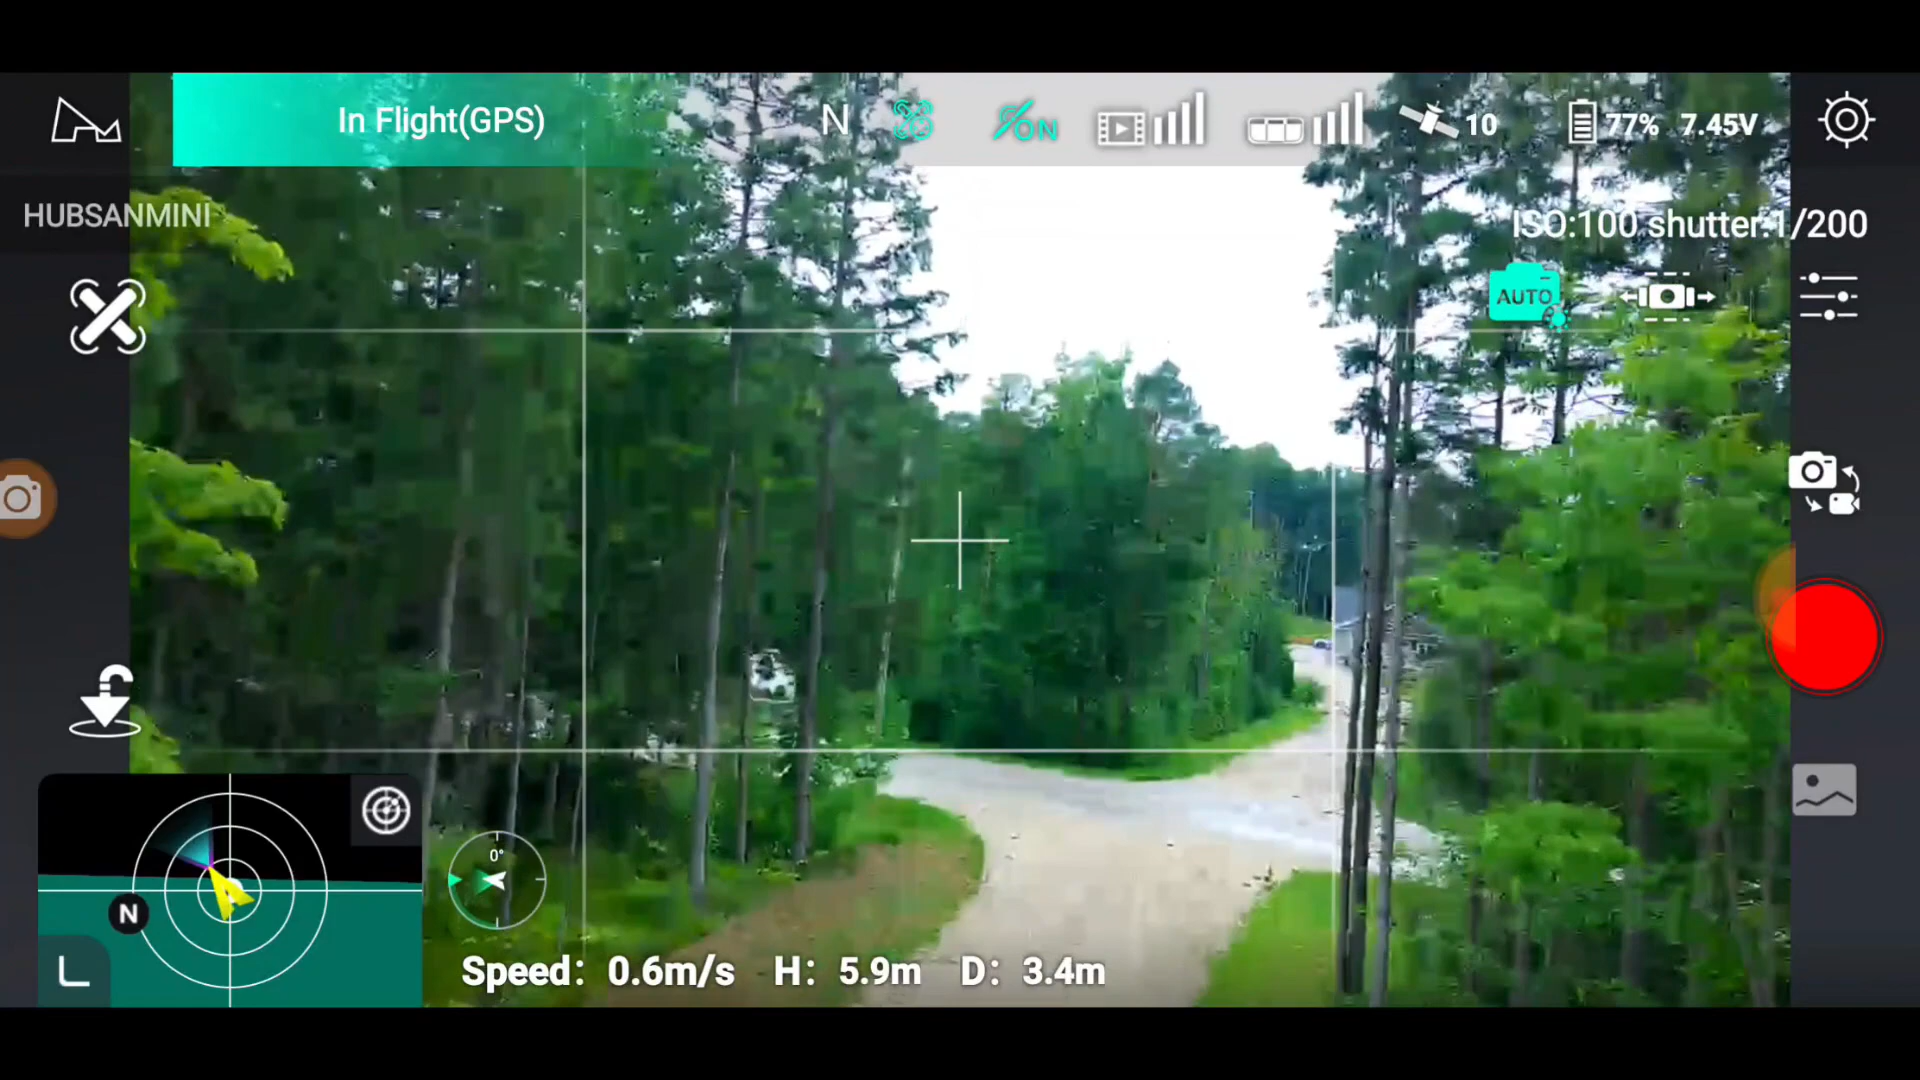 In Flight(GPS)
N
ON
10
77%
7.45V
HUBSANMINI
ISO:100 shutter:1/200
AUTO
N
0°
Speed: 0.6m/s H: 5.9m D: 3.4m